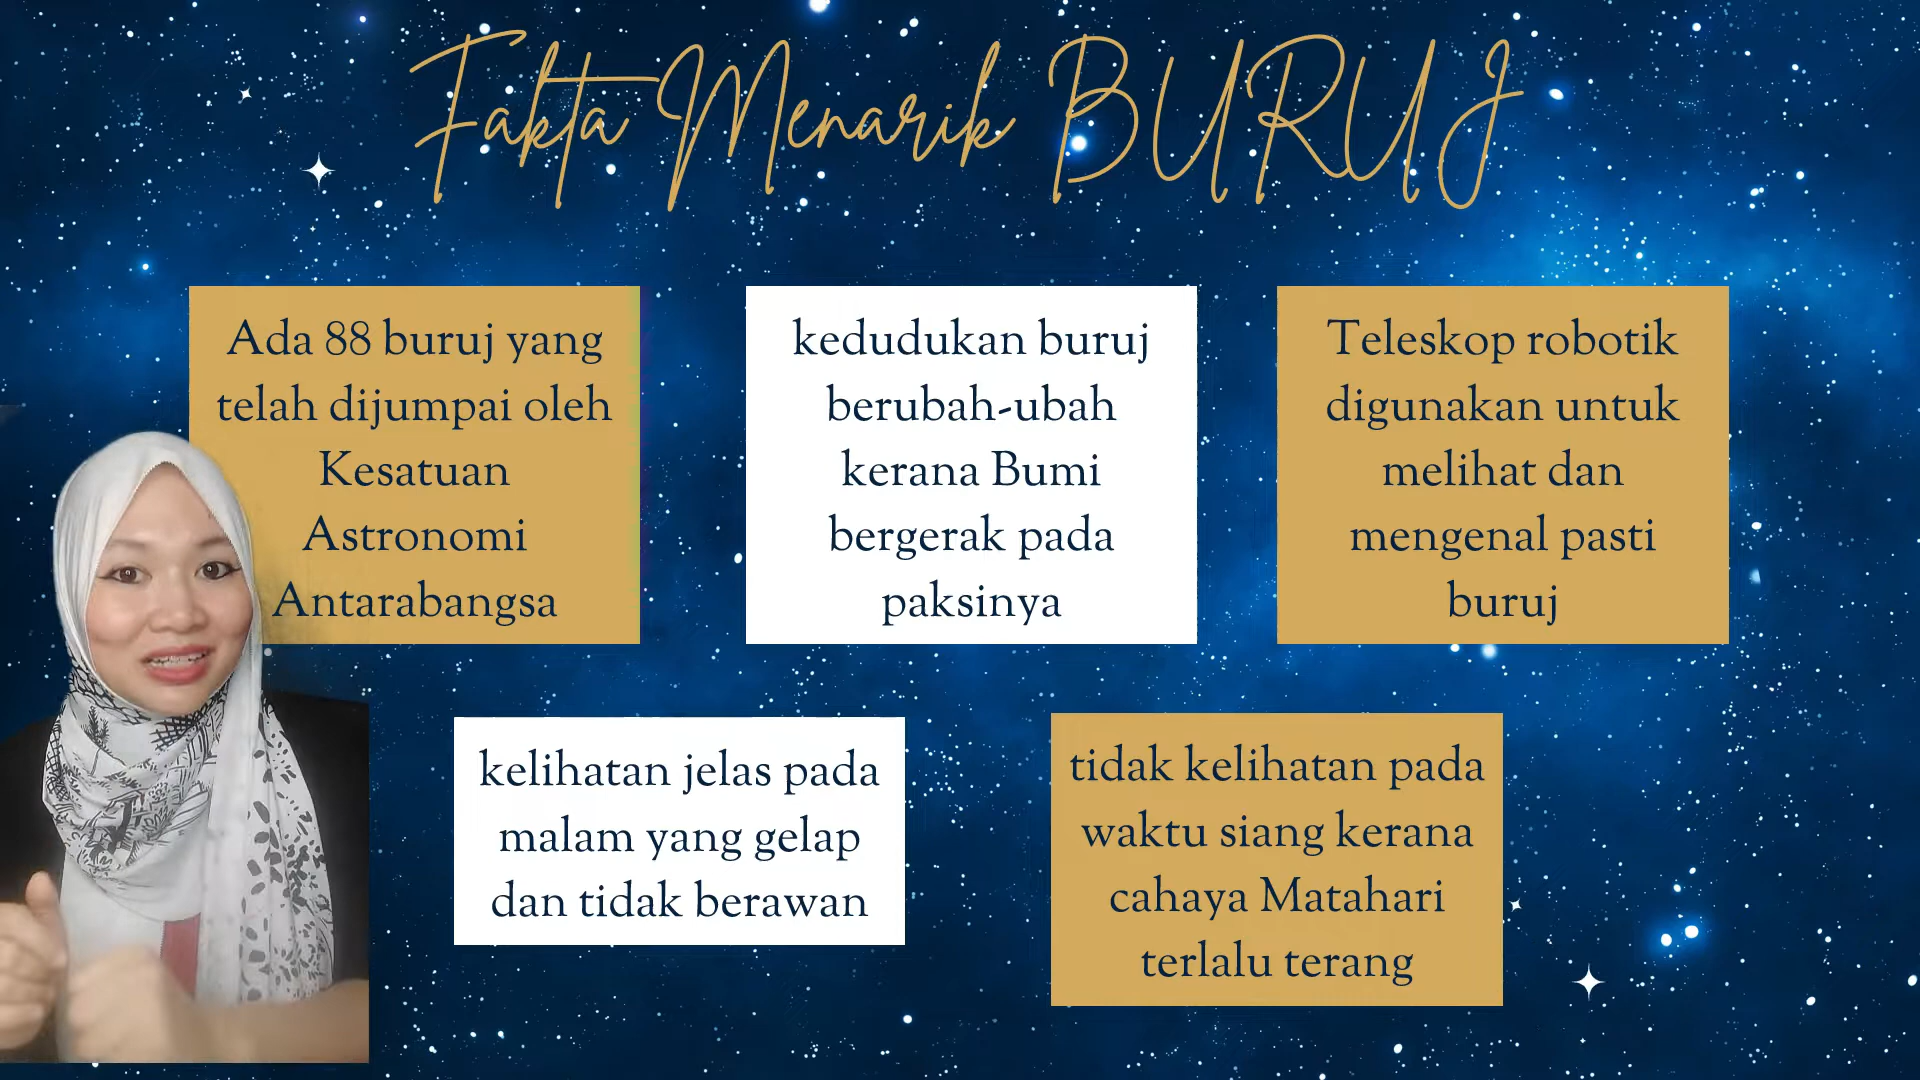 Fakta Menarik BURUJ
Ada 88 buruj yang
telah dijumpai oleh
Kesatuan
Astronomi
Antarabangsa
kedudukan buruj
berubah-ubah
kerana Bumi
bergerak pada
paksinya
Teleskop robotik
digunakan untuk
melihat dan
mengenal pasti
buruj
kelihatan jelas pada
malam yang gelap
dan tidak berawan
tidak kelihatan pada
waktu siang kerana
cahaya Matahari
terlalu terang